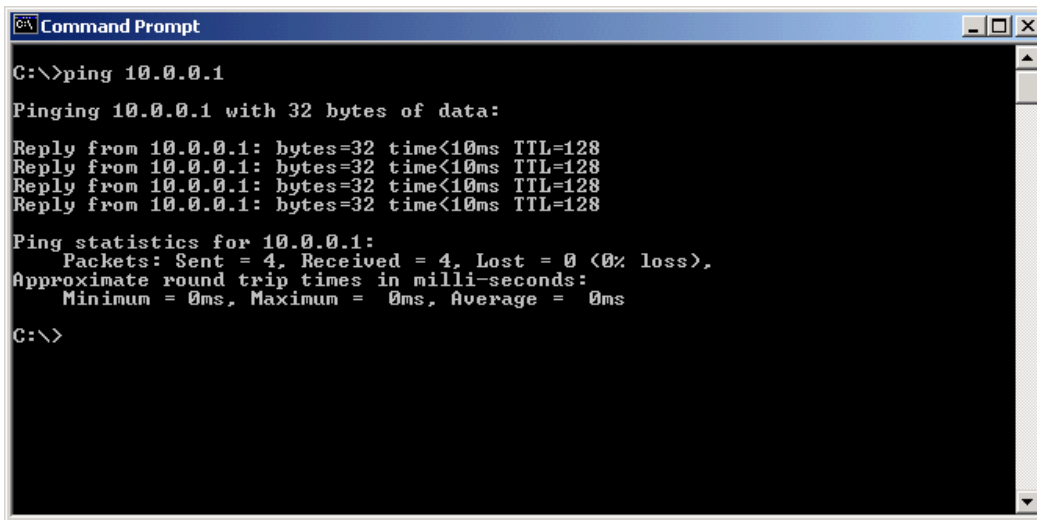 Command Prompt
C:\>ping 10.0.0.1
Pinging 10.0.0.1 with 32 bytes of data:
Reply from 10.0.0.1: bytes=32 time<10ms TTL=128
Reply from 10.0.0.1: bytes=32 time<10ms TTL=128
Reply from 10.0.0.1: bytes=32 time<10ms TTL=128
Reply from 10.0.0.1: bytes=32 time<10ms TTL=128
Ping statistics for 10.0.0.1:
    Packets: Sent = 4, Received = 4, Lost = 0 (0% loss),
Approximate round trip times in milli-seconds:
    Minimum = 0ms, Maximum =  0ms, Average =  0ms
C:\>